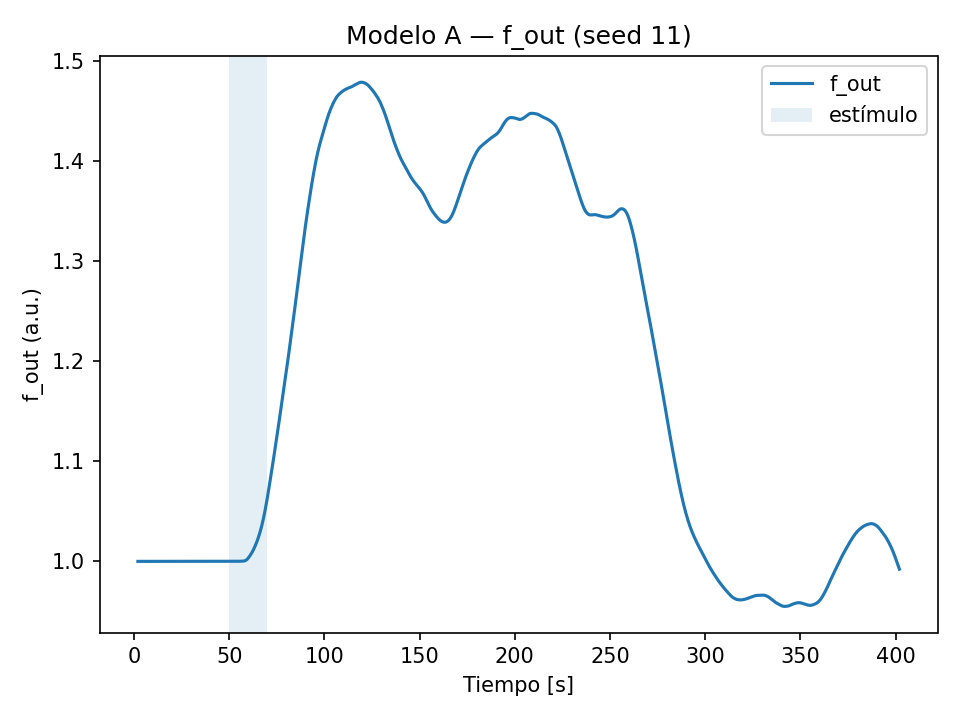 Modelo A — f_out (seed 11)
f_out
estímulo
1.5
1.4
1.3
1.2
1.1
1.0
f_out (a.u.)
0 50 100 150 200 250 300 350 400
Tiempo [s]